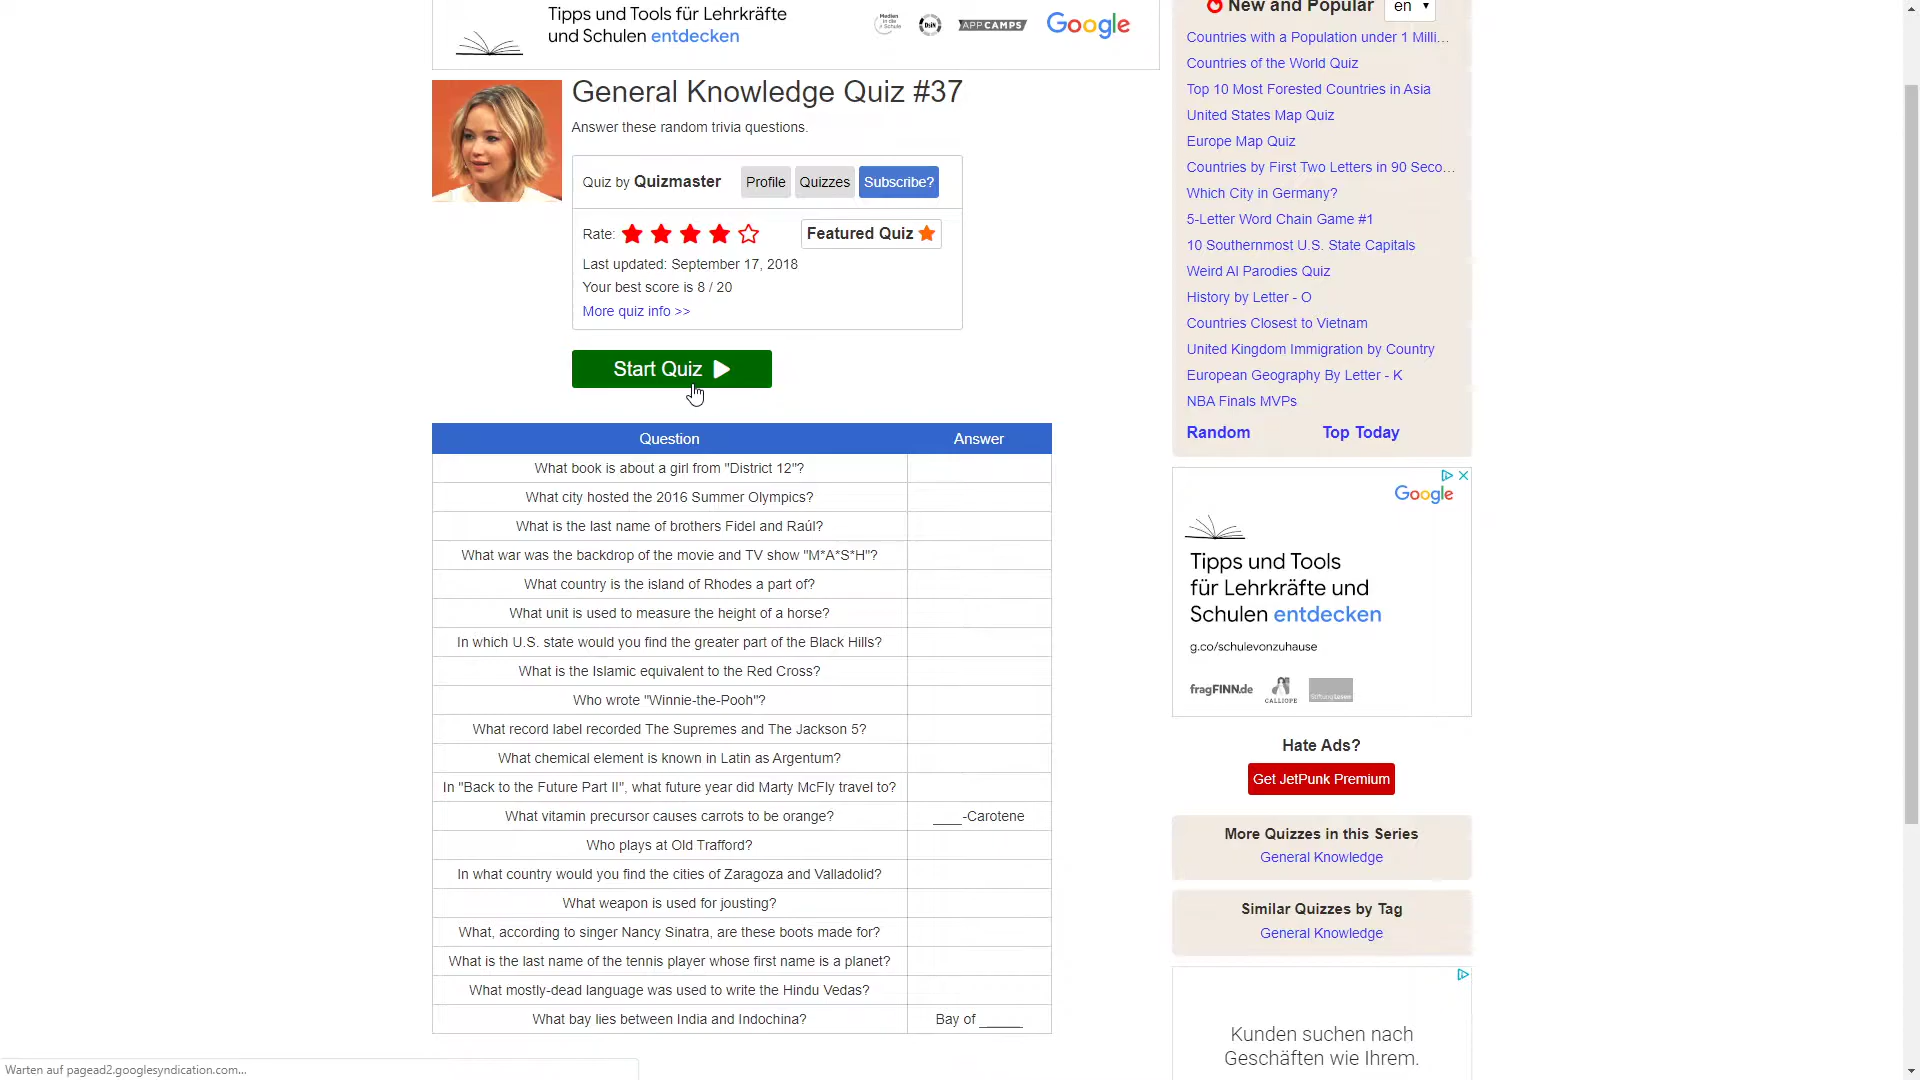 Tipps und Tools für Lehrkräfte
und Schulen entdecken
Medien in die Schule
DsiN
APP CAMPS
Google
General Knowledge Quiz #37
Answer these random trivia questions.
Quiz by Quizmaster
Profile
Quizzes
Subscribe?
Rate:
Featured Quiz
Last updated: September 17, 2018
Your best score is 8 / 20
More quiz info >>
Start Quiz
Question Answer
What book is about a girl from "District 12"?
What city hosted the 2016 Summer Olympics?
What is the last name of brothers Fidel and Raúl?
What war was the backdrop of the movie and TV show "M*A*S*H"?
What country is the island of Rhodes a part of?
What unit is used to measure the height of a horse?
In which U.S. state would you find the greater part of the Black Hills?
What is the Islamic equivalent to the Red Cross?
Who wrote "Winnie-the-Pooh"?
What record label recorded The Supremes and The Jackson 5?
What chemical element is known in Latin as Argentum?
In "Back to the Future Part II", what future year did Marty McFly travel to?
What vitamin precursor causes carrots to be orange? ____-Carotene
Who plays at Old Trafford?
In what country would you find the cities of Zaragoza and Valladolid?
What weapon is used for jousting?
What, according to singer Nancy Sinatra, are these boots made for?
What is the last name of the tennis player whose first name is a planet?
What mostly-dead language was used to write the Hindu Vedas?
What bay lies between India and Indochina? Bay of ______
New and Popular
en
Countries with a Population under 1 Milli...
Countries of the World Quiz
Top 10 Most Forested Countries in Asia
United States Map Quiz
Europe Map Quiz
Countries by First Two Letters in 90 Seco...
Which City in Germany?
5-Letter Word Chain Game #1
10 Southernmost U.S. State Capitals
Weird Al Parodies Quiz
History by Letter - O
Countries Closest to Vietnam
United Kingdom Immigration by Country
European Geography By Letter - K
NBA Finals MVPs
Random Top Today
Google
Tipps und Tools
für Lehrkräfte und
Schulen entdecken
g.co/schulevonzuhause
fragFINN.de
CALLIOPE
Hate Ads?
Get JetPunk Premium
More Quizzes in this Series
General Knowledge
Similar Quizzes by Tag
General Knowledge
Kunden suchen nach
Geschäften wie Ihrem.
Warten auf pagead2.googlesyndication.com...